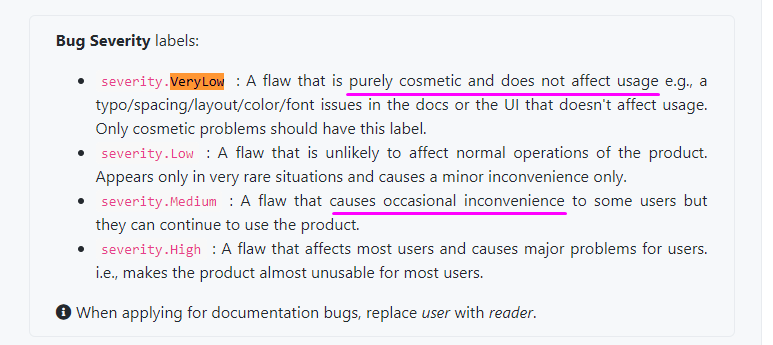 Bug Severity labels:
severity.VeryLow : A flaw that is purely cosmetic and does not affect usage e.g., a
typo/spacing/layout/color/font issues in the docs or the UI that doesn't affect usage.
Only cosmetic problems should have this label.
severity.Low : A flaw that is unlikely to affect normal operations of the product.
Appears only in very rare situations and causes a minor inconvenience only.
severity.Medium : A flaw that causes occasional inconvenience to some users but
they can continue to use the product.
severity.High : A flaw that affects most users and causes major problems for users.
i.e., makes the product almost unusable for most users.
When applying for documentation bugs, replace user with reader.